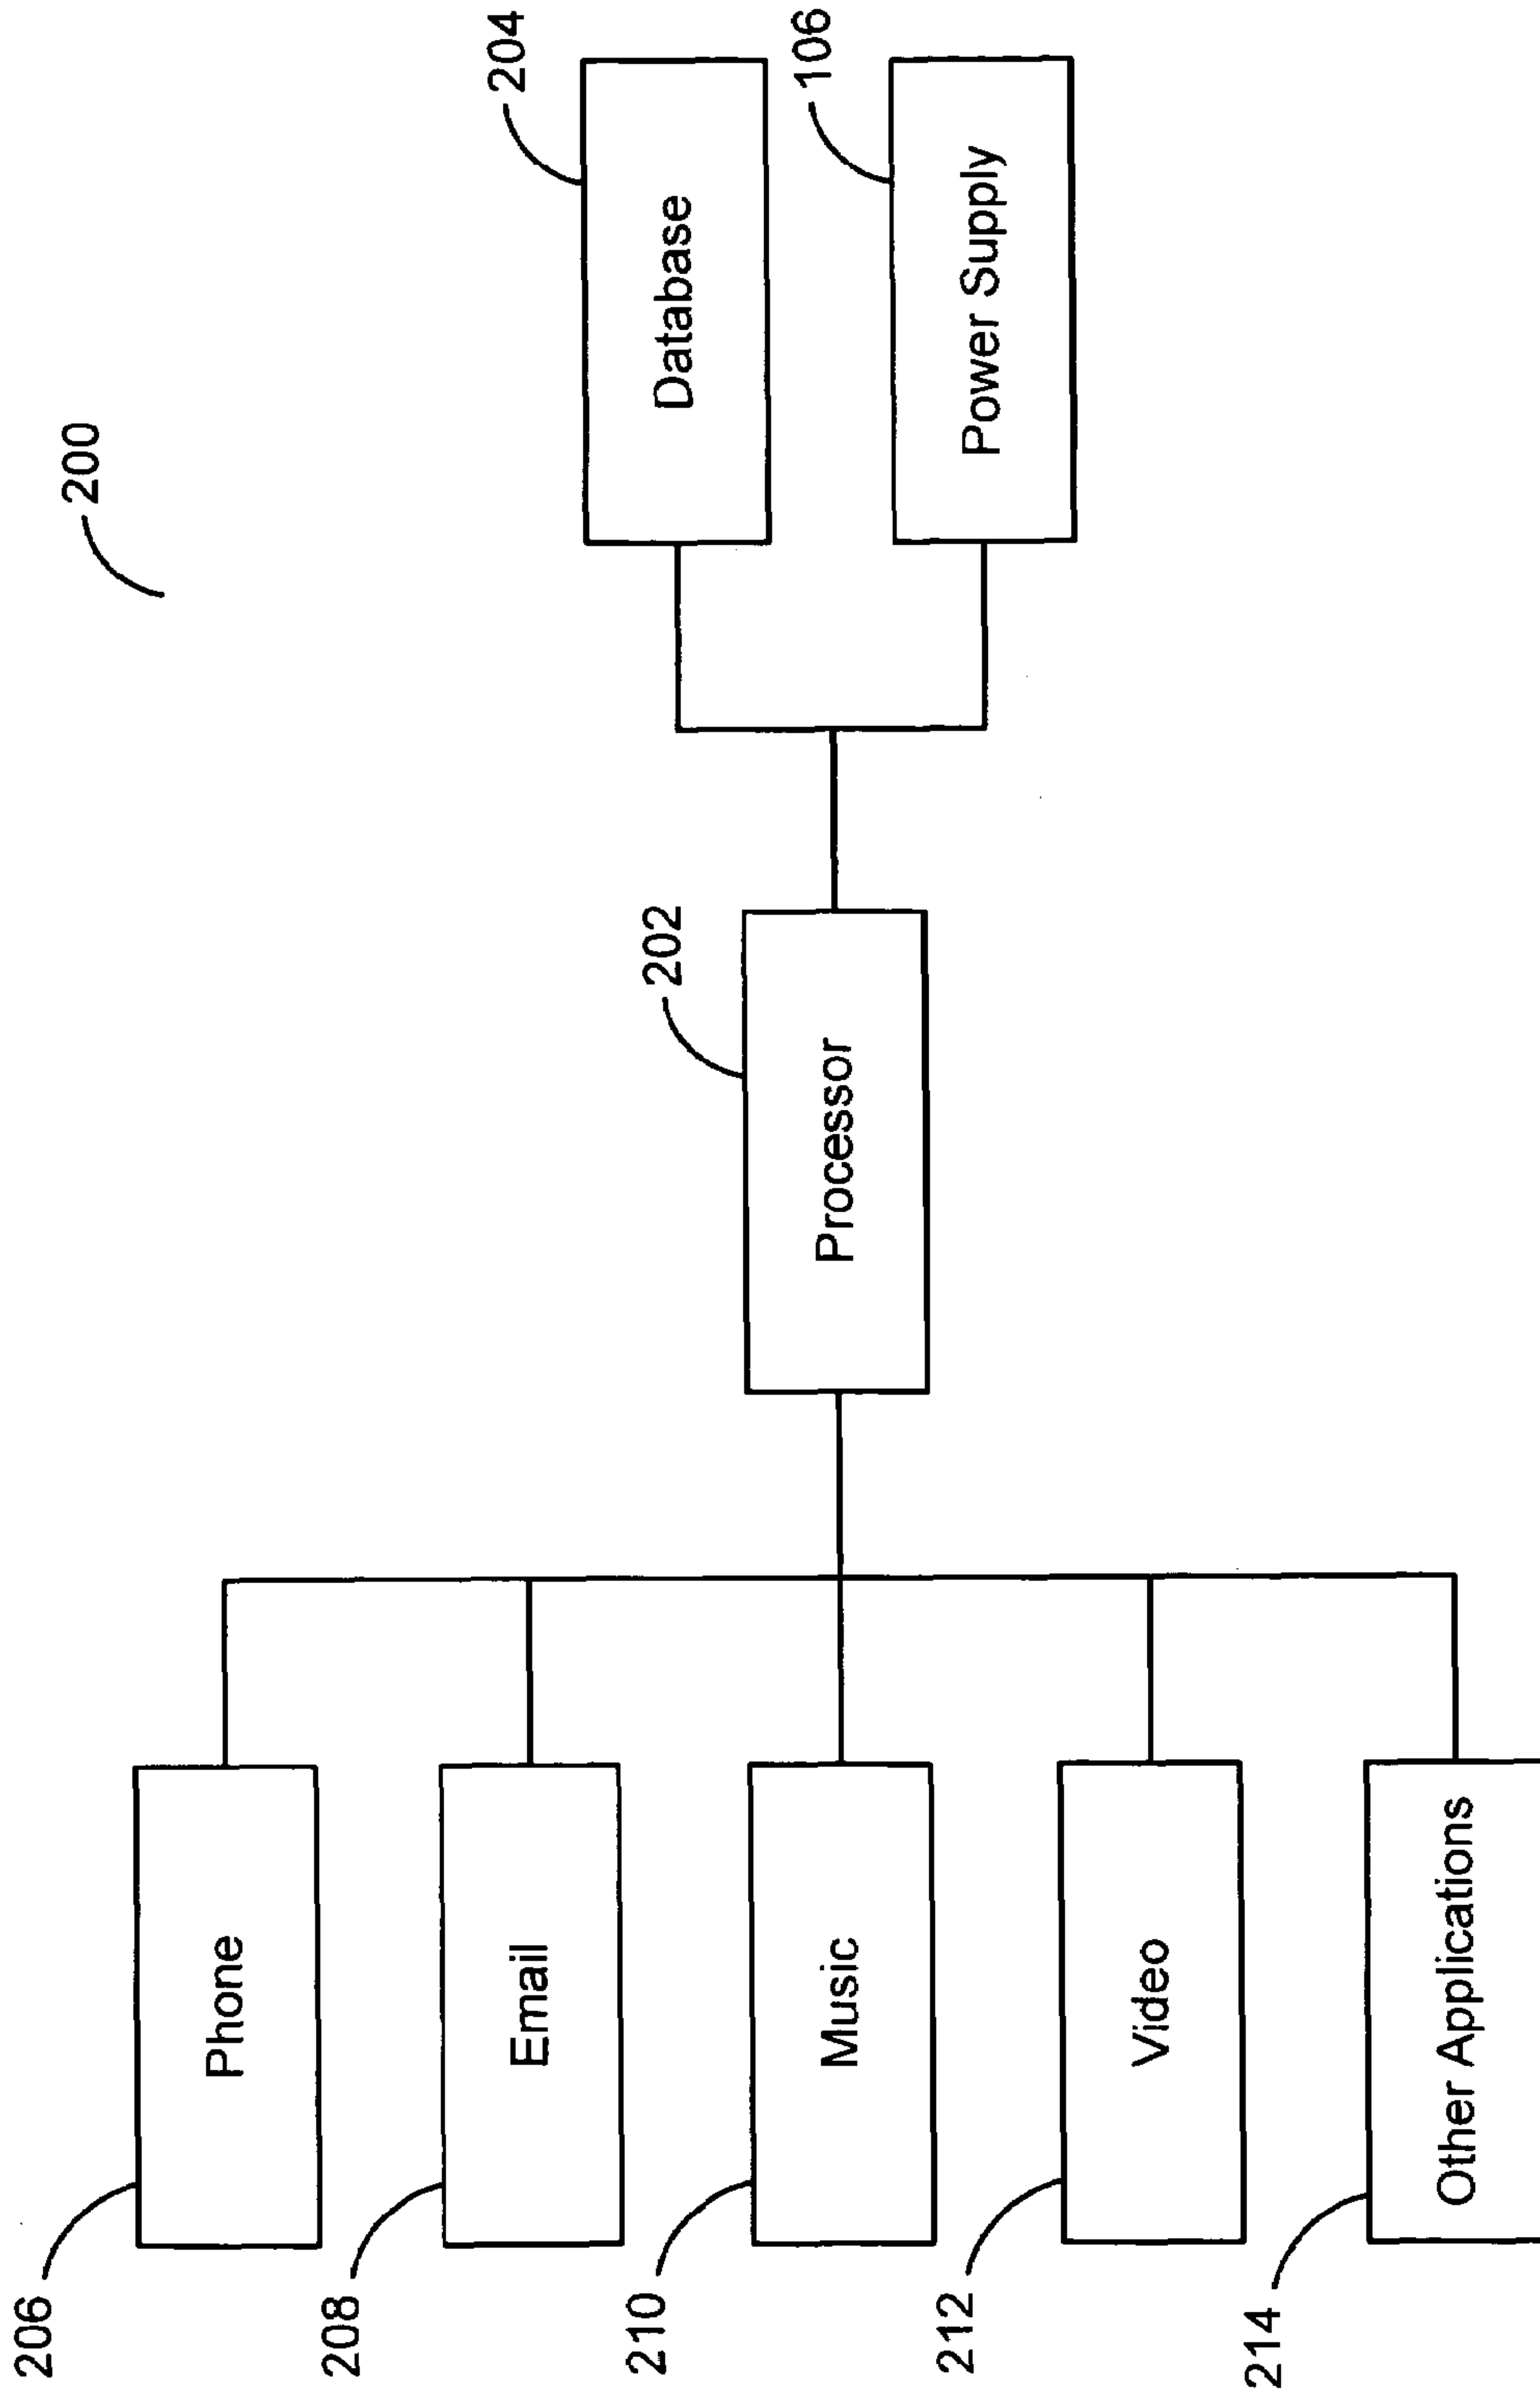 200
206
Phone
208
Email
210
Music
212
Video
214
Other Applications
202
Processor
204
Database
106
Power Supply